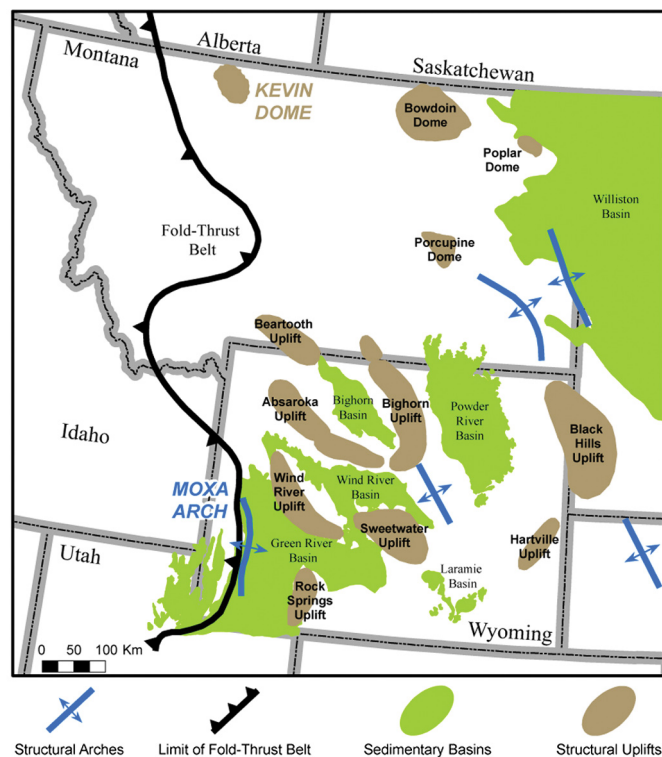 Alberta
Montana
Saskatchewan
KEVIN
DOME
Bowdoin
Dome
Poplar
Dome
Williston
Basin
Fold-Thrust
Belt
Porcupine
Dome
Beartooth
Uplift
Absaroka
Uplift
Bighorn
Basin
Bighorn
Uplift
Powder
River
Basin
Black
Hills
Uplift
Idaho
MOXA
ARCH
Wind
River
Uplift
Wind River
Basin
Sweetwater
Uplift
Hartville
Uplift
Green River
Basin
Utah
Laramie
Basin
Rock
Springs
Uplift
Wyoming
0 25 50 100 Km
Structural Arches
Limit of Fold-Thrust Belt
Sedimentary Basins
Structural Uplifts